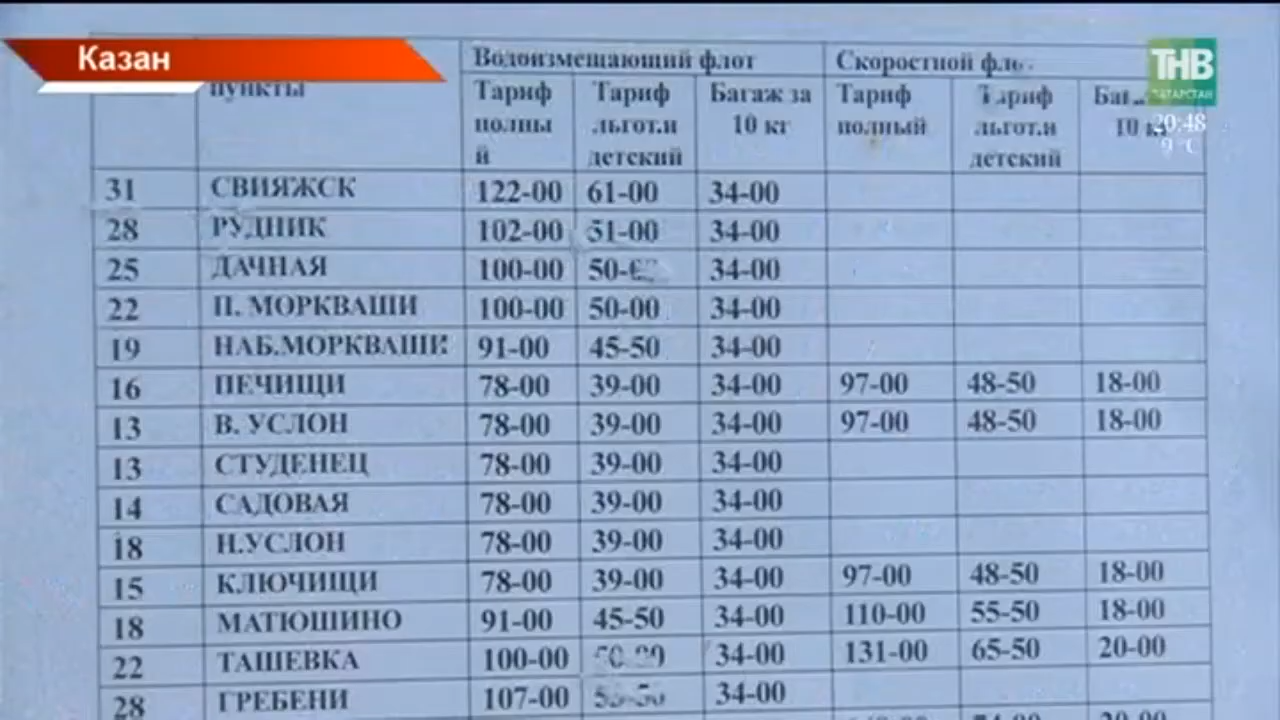 Казан
ТНВ
ТАТАРСТАН
20:48
9 °C
Водоизмещающий флот Скоростной
пункты Тариф полны й Тариф льгот.и детский Багаж за 10 кг Тариф полный Тариф льгот.и детский 10
31 СВИЯЖСК 122-00 61-00 34-00
28 РУДНИК 102-00 51-00 34-00
25 ДАЧНАЯ 100-00 34-00
22 П. МОРКВАШИ 100-00 50-00 34-00
19 НАБ.МОРКВАШИ 91-00 45-50 34-00
16 ПЕЧИЩИ 78-00 39-00 34-00 97-00 48-50 18-00
13 В. УСЛОН 78-00 39-00 34-00 97-00 48-50 18-00
13 СТУДЕНЕЦ 78-00 39-00 34-00
14 САДОВАЯ 78-00 39-00 34-00
18 Н.УСЛОН 78-00 39-00 34-00
15 КЛЮЧИЩИ 78-00 39-00 34-00 97-00 48-50 18-00
18 МАТЮШИНО 91-00 45-50 34-00 110-00 55-50 18-00
22 ТАШЕВКА 100-00 34-00 131-00 65-50 20-00
28 ГРЕБЕНИ 107-00 34-00